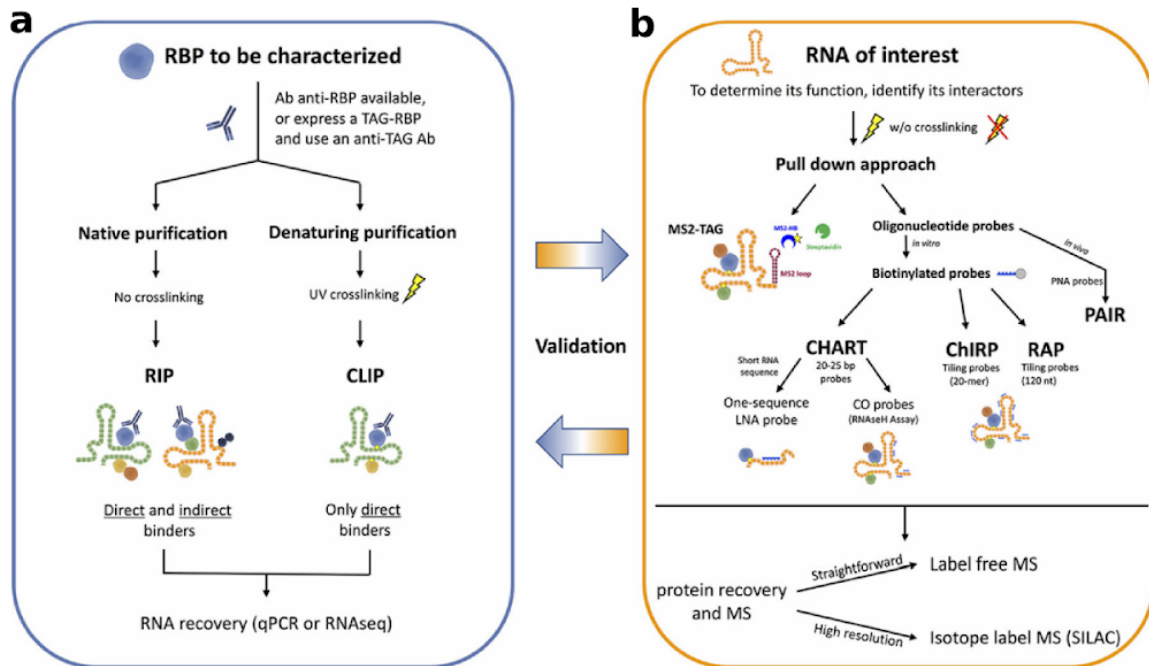 a
RBP to be characterized
Ab anti-RBP available,
or express a TAG-RBP
and use an anti-TAG Ab
Native purification
Denaturing purification
No crosslinking
UV crosslinking
RIP
CLIP
Direct and indirect
binders
Only direct
binders
RNA recovery (qPCR or RNAseq)
Validation
b
RNA of interest
To determine its function, identify its interactors
w/o crosslinking
Pull down approach
MS2-TAG
MS2-HB
Streptavidin
MS2 loop
Oligonucleotide probes
in vitro
in vivo
Biotinylated probes
PNA probes
PAIR
CHART
Short RNA
sequence
20-25 bp
probes
ChIRP
Tiling probes
(20-mer)
RAP
Tiling probes
(120 nt)
One-sequence
LNA probe
CO probes
(RNAseH Assay)
protein recovery
and MS
Straightforward
Label free MS
High resolution
Isotope label MS (SILAC)